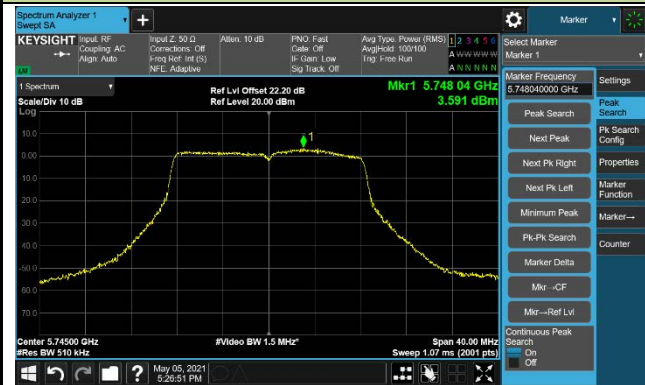 Spectrum Analyzer 1
Swept SA
+
Marker
KEYSIGHT
Input: RF
Coupling: AC
Align: Auto
Input Z: 50 Ω
Corrections: Off
Freq Ref: Int (S)
NFE: Adaptive
Atten: 10 dB
PNO: Fast
Gate: Off
IF Gain: Low
Sig Track: Off
Avg Type: Power (RMS)
Avg|Hold: 100/100
Trig: Free Run
1 2 3 4 5 6
A W W W W W
A N N N N N
LXI
Select Marker
Marker 1
1 Spectrum
Scale/Div 10 dB
Log
Ref Lvl Offset 22.20 dB
Ref Level 20.00 dBm
Mkr1 5.748 04 GHz
3.591 dBm
1
10.0
0.00
-10.0
-20.0
-30.0
-40.0
-50.0
-60.0
-70.0
Center 5.74500 GHz
#Res BW 510 kHz
#Video BW 1.5 MHz*
Span 40.00 MHz
Sweep 1.07 ms (2001 pts)
Marker Frequency
5.748040000 GHz
Peak Search
Next Peak
Next Pk Right
Next Pk Left
Minimum Peak
Pk-Pk Search
Marker Delta
Mkr→CF
Mkr→Ref Lvl
Continuous Peak
Search
On
Off
Settings
Peak
Search
Pk Search
Config
Properties
Marker
Function
Marker→
Counter
?
May 05, 2021
5:26:51 PM